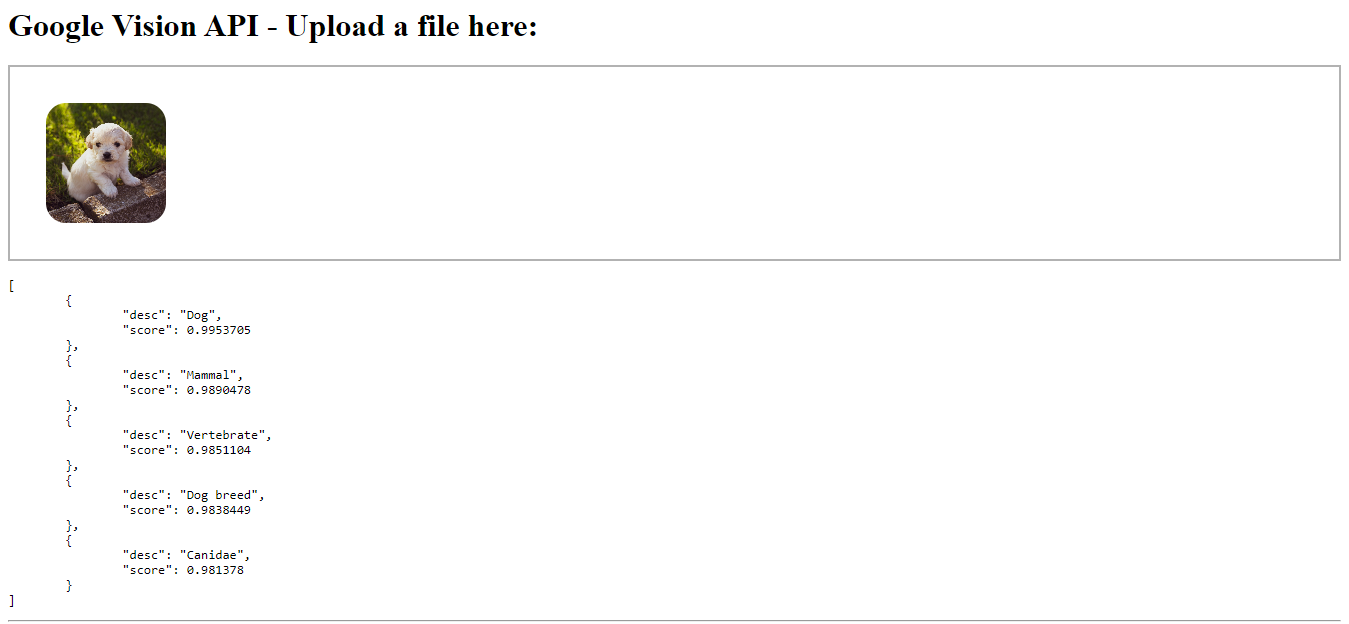 Google Vision API - Upload a file here:
[
	{
		"desc": "Dog",
		"score": 0.9953705
	},
	{
		"desc": "Mammal",
		"score": 0.9890478
	},
	{
		"desc": "Vertebrate",
		"score": 0.9851104
	},
	{
		"desc": "Dog breed",
		"score": 0.9838449
	},
	{
		"desc": "Canidae",
		"score": 0.981378
	}
]